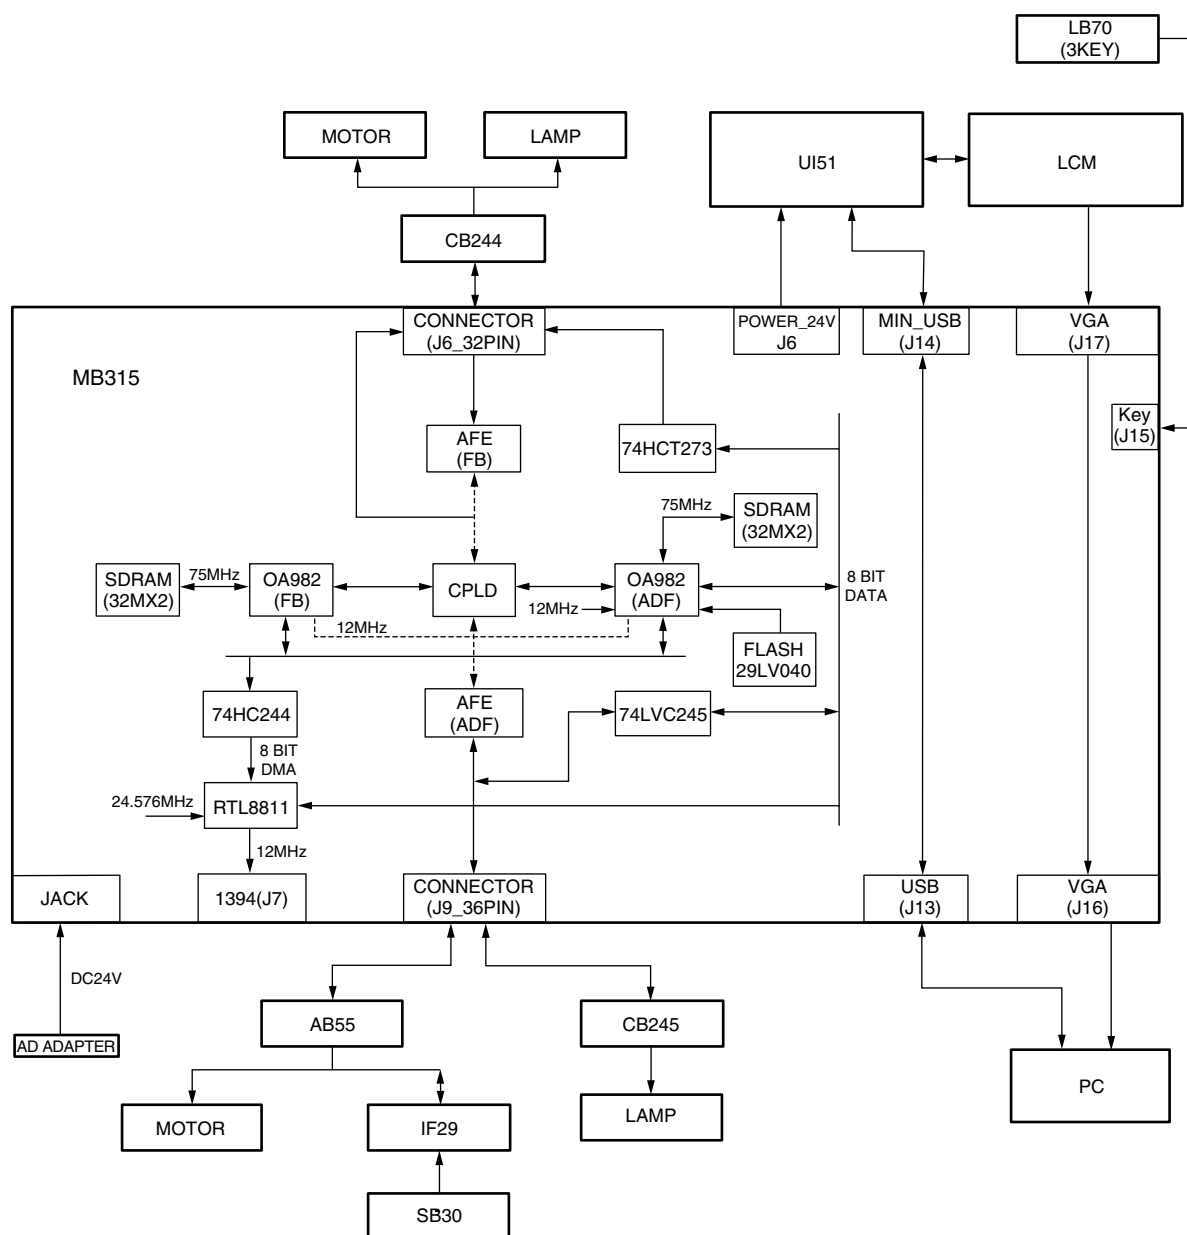 LB70
(3KEY)
MOTOR
LAMP
UI51
LCM
CB244
CONNECTOR
(J6_32PIN)
POWER_24V
J6
MIN_USB
(J14)
VGA
(J17)
MB315
Key
(J15)
AFE
(FB)
74HCT273
75MHz
SDRAM
(32MX2)
SDRAM
(32MX2)
75MHz
OA982
(FB)
CPLD
OA982
(ADF)
8 BIT
DATA
12MHz
12MHz
FLASH
29LV040
74HC244
AFE
(ADF)
74LVC245
8 BIT
DMA
24.576MHz
RTL8811
12MHz
JACK
1394(J7)
CONNECTOR
(J9_36PIN)
USB
(J13)
VGA
(J16)
DC24V
AD ADAPTER
AB55
CB245
PC
MOTOR
IF29
LAMP
SB30